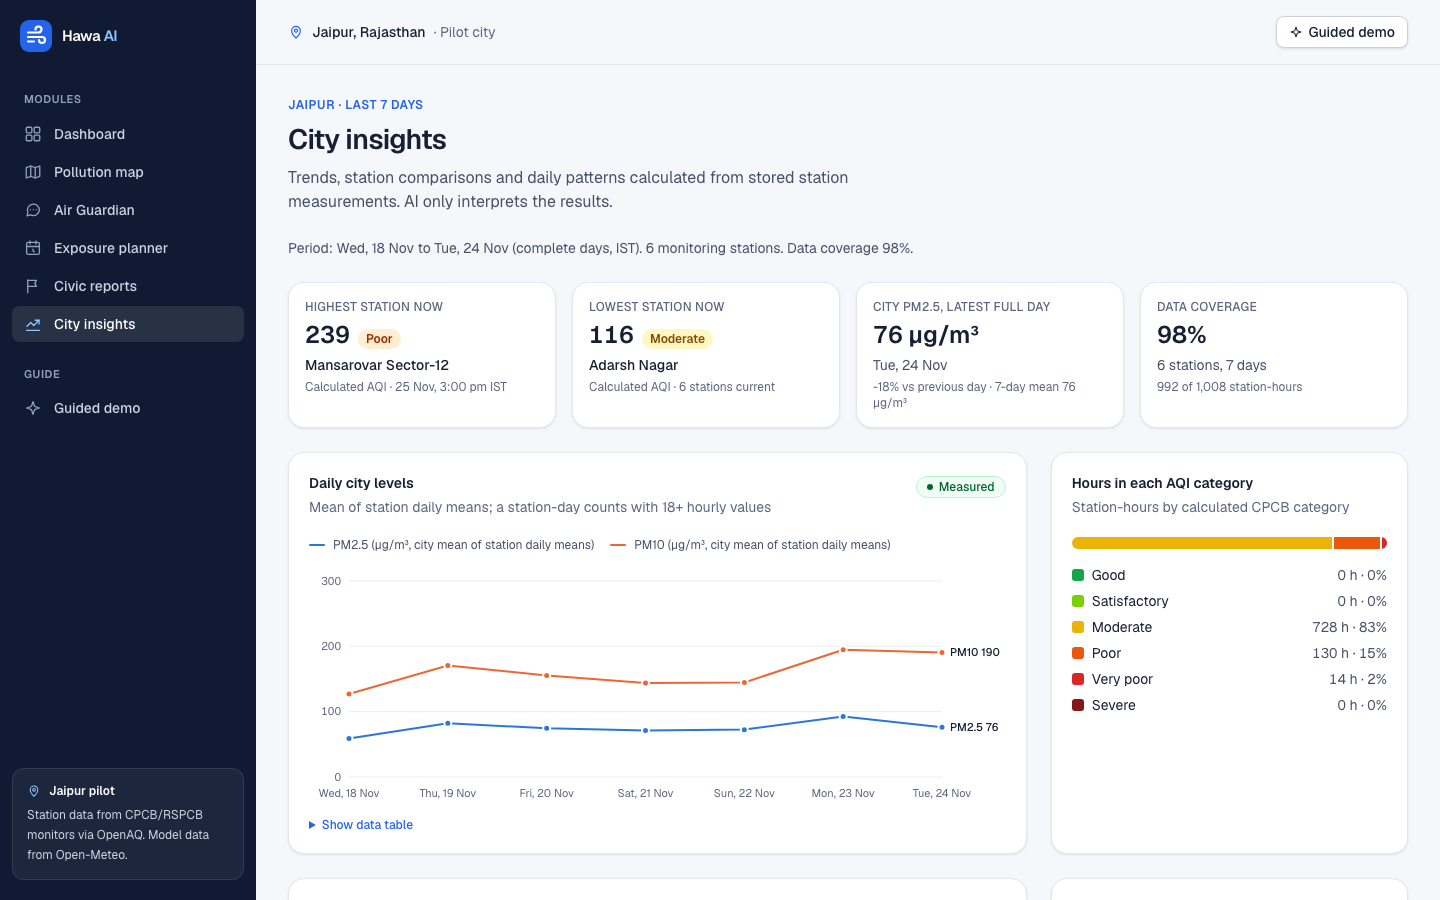 Hawa AI
MODULES
Dashboard
Pollution map
Air Guardian
Exposure planner
Civic reports
City insights
GUIDE
Guided demo
Jaipur pilot
Station data from CPCB/RSPCB
monitors via OpenAQ. Model data
from Open-Meteo.
Jaipur, Rajasthan · Pilot city
Guided demo
JAIPUR · LAST 7 DAYS
City insights
Trends, station comparisons and daily patterns calculated from stored station
measurements. AI only interprets the results.
Period: Wed, 18 Nov to Tue, 24 Nov (complete days, IST). 6 monitoring stations. Data coverage 98%.
HIGHEST STATION NOW
239 Poor
Mansarovar Sector-12
Calculated AQI · 25 Nov, 3:00 pm IST
LOWEST STATION NOW
116 Moderate
Adarsh Nagar
Calculated AQI · 6 stations current
CITY PM2.5, LATEST FULL DAY
76 µg/m³
Tue, 24 Nov
-18% vs previous day · 7-day mean 76
µg/m³
DATA COVERAGE
98%
6 stations, 7 days
992 of 1,008 station-hours
Daily city levels
Measured
Mean of station daily means; a station-day counts with 18+ hourly values
PM2.5 (µg/m³, city mean of station daily means)
PM10 (µg/m³, city mean of station daily means)
300
200
100
0
PM10 190
PM2.5 76
Wed, 18 Nov
Thu, 19 Nov
Fri, 20 Nov
Sat, 21 Nov
Sun, 22 Nov
Mon, 23 Nov
Tue, 24 Nov
Show data table
Hours in each AQI category
Station-hours by calculated CPCB category
Good 0 h · 0%
Satisfactory 0 h · 0%
Moderate 728 h · 83%
Poor 130 h · 15%
Very poor 14 h · 2%
Severe 0 h · 0%